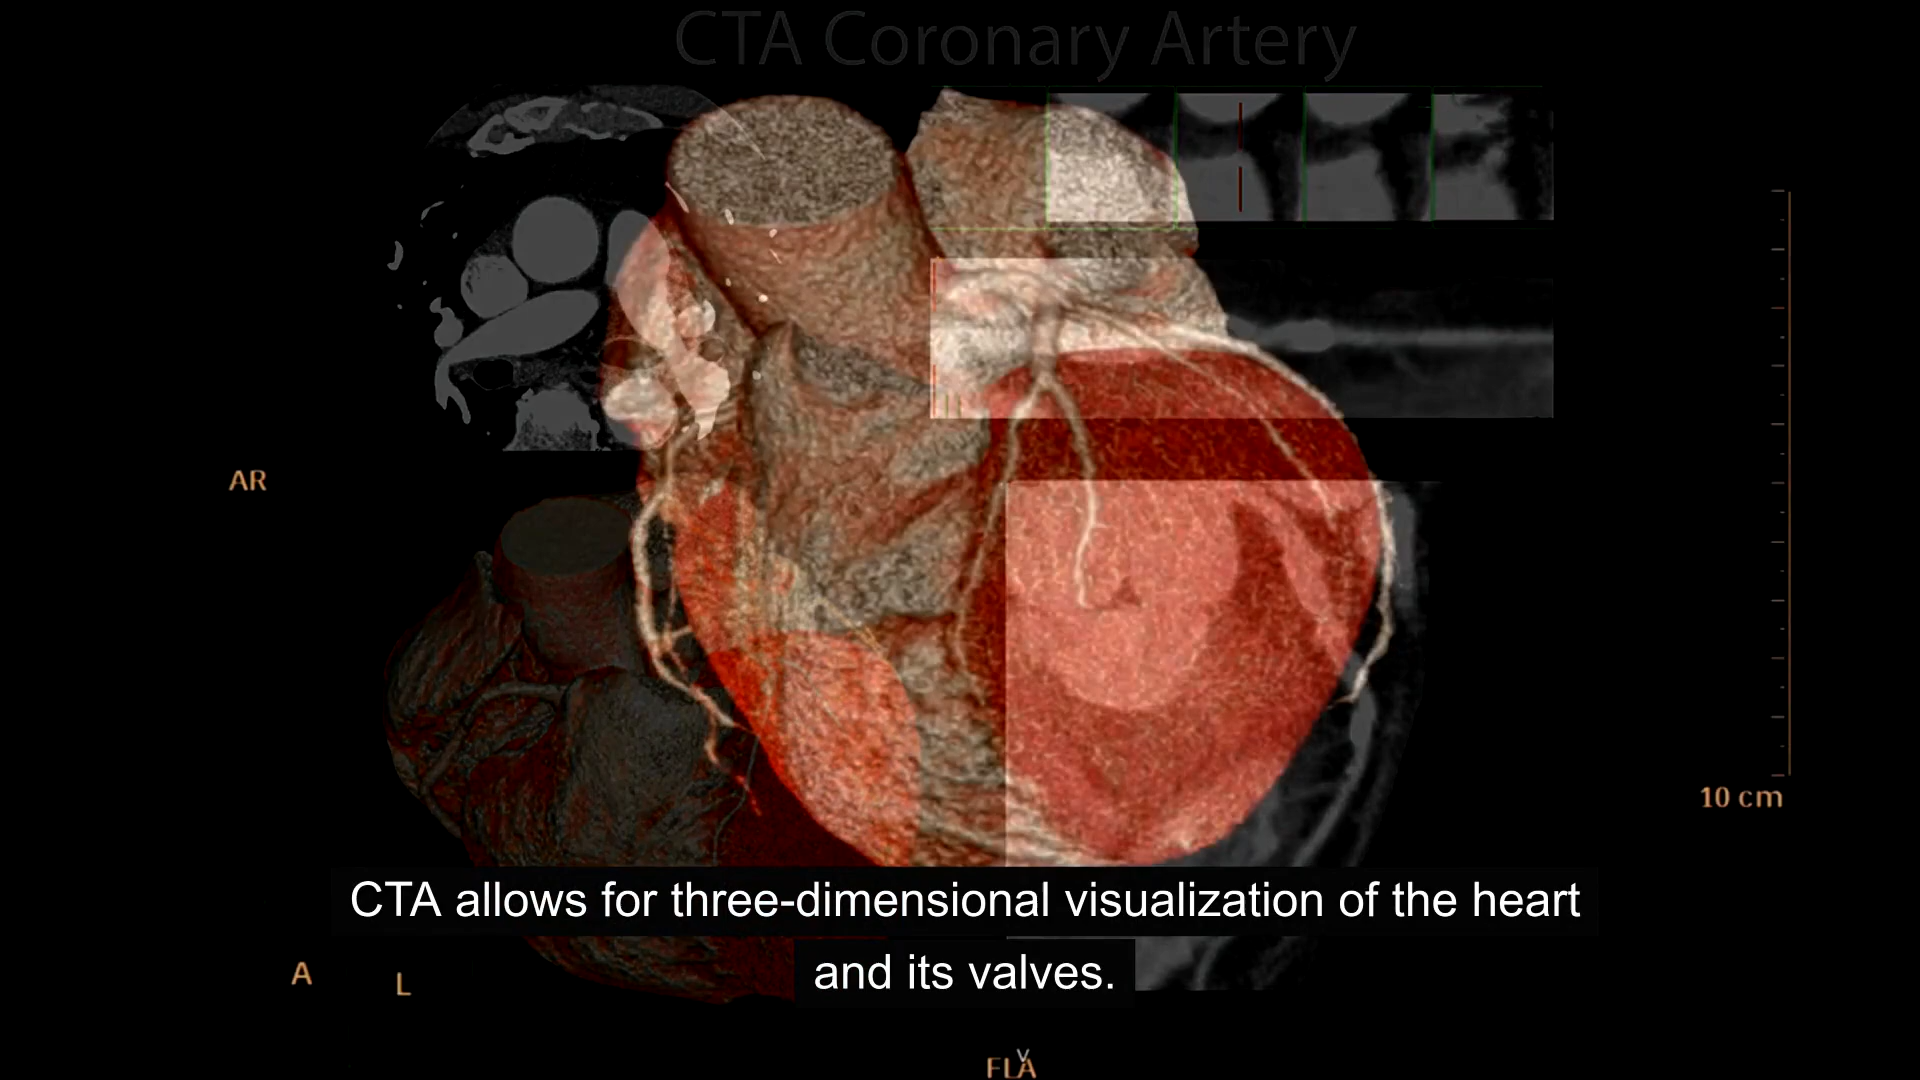 CTA Coronary Artery
AR
10 cm
CTA allows for three-dimensional visualization of the heart
and its valves.
A
L
V
FLA